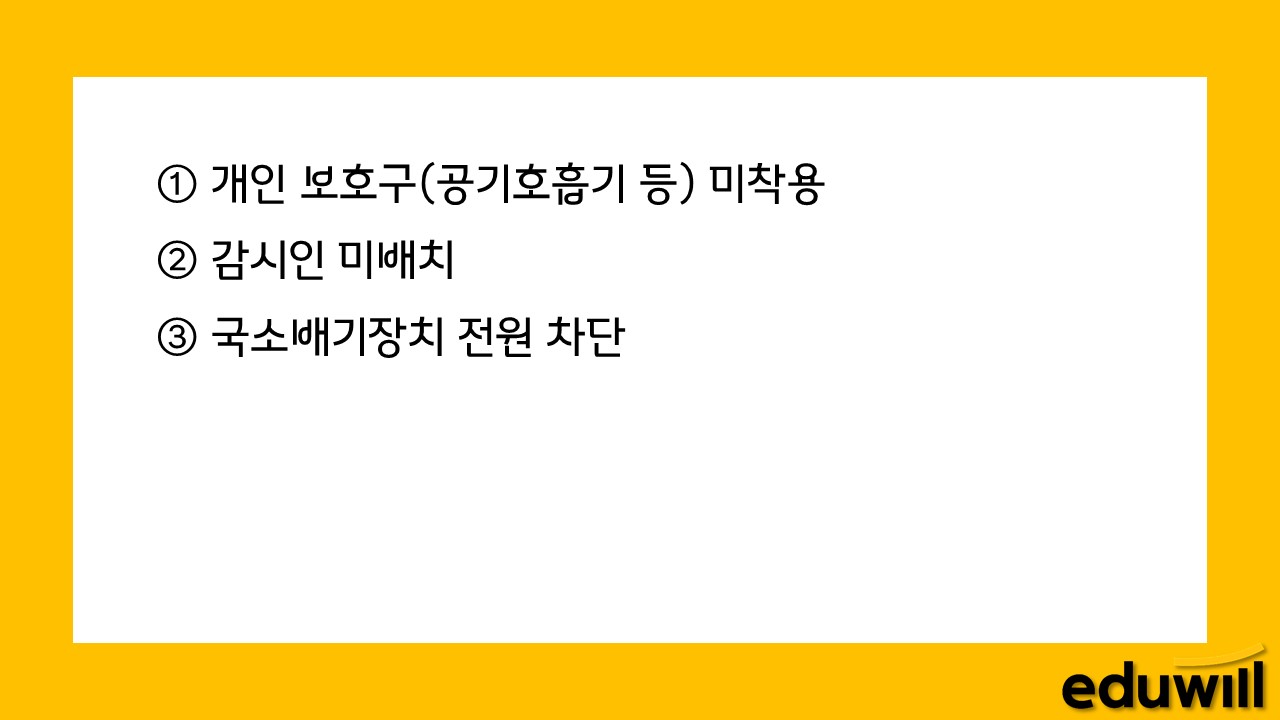 ① 개인 보호구(공기호흡기 등) 미착용
② 감시인 미배치
③ 국소배기장치 전원 차단
eduwill